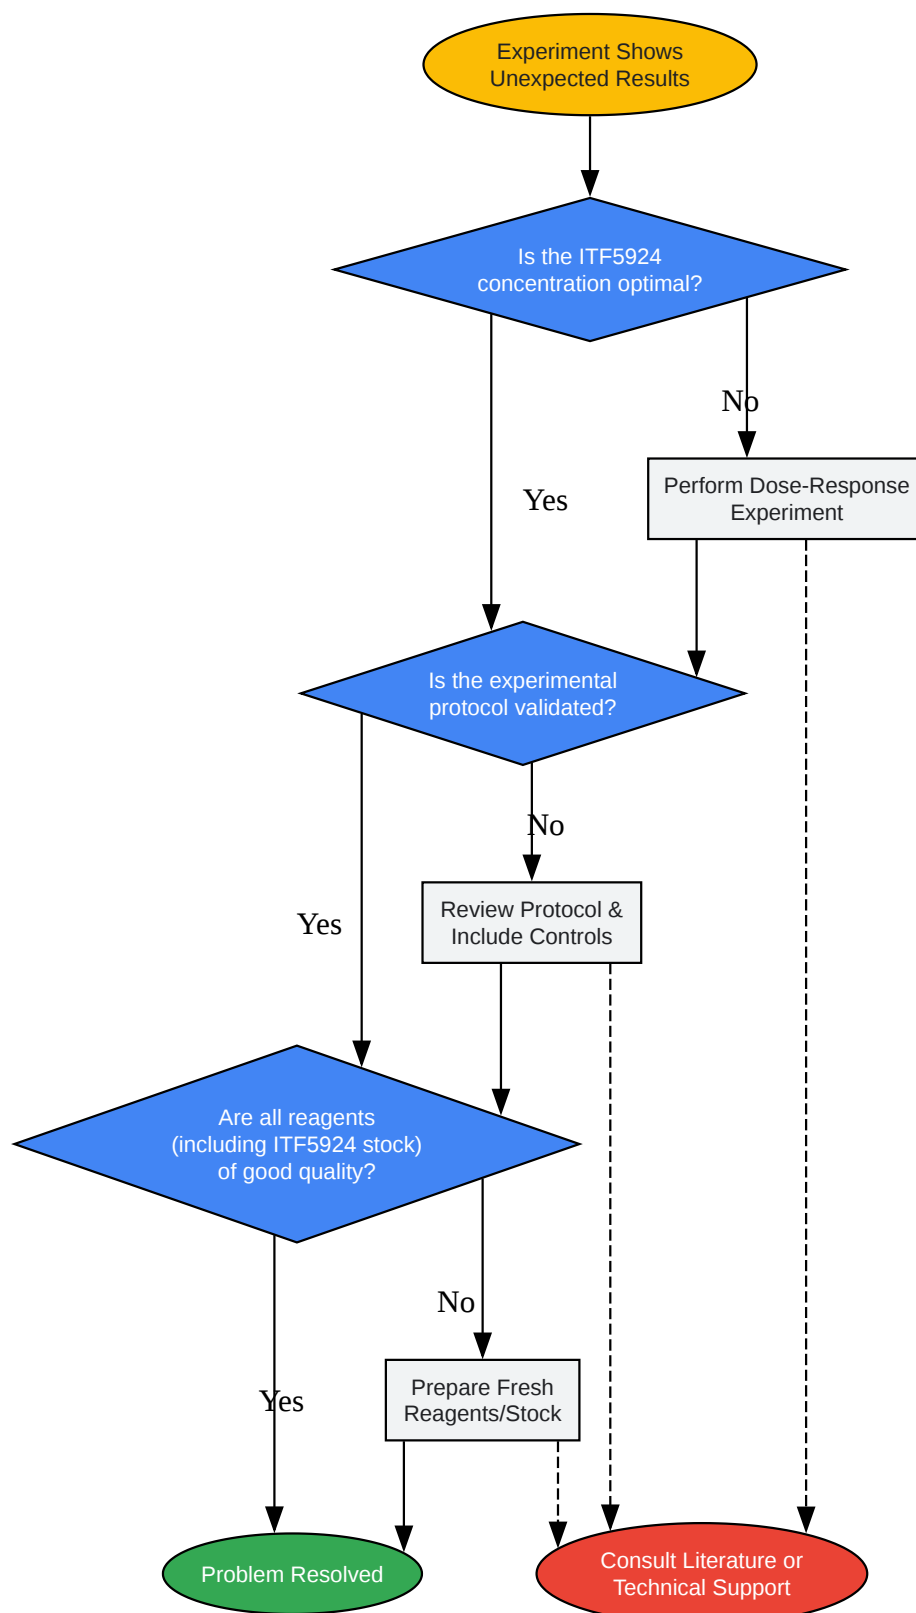 Experiment Shows
Unexpected Results
Is the ITF5924
concentration optimal?
No
Perform Dose-Response
Experiment
Yes
Is the experimental
protocol validated?
No
Review Protocol &
Include Controls
Yes
Are all reagents
(including ITF5924 stock)
of good quality?
No
Prepare Fresh
Reagents/Stock
Yes
Problem Resolved
Consult Literature or
Technical Support